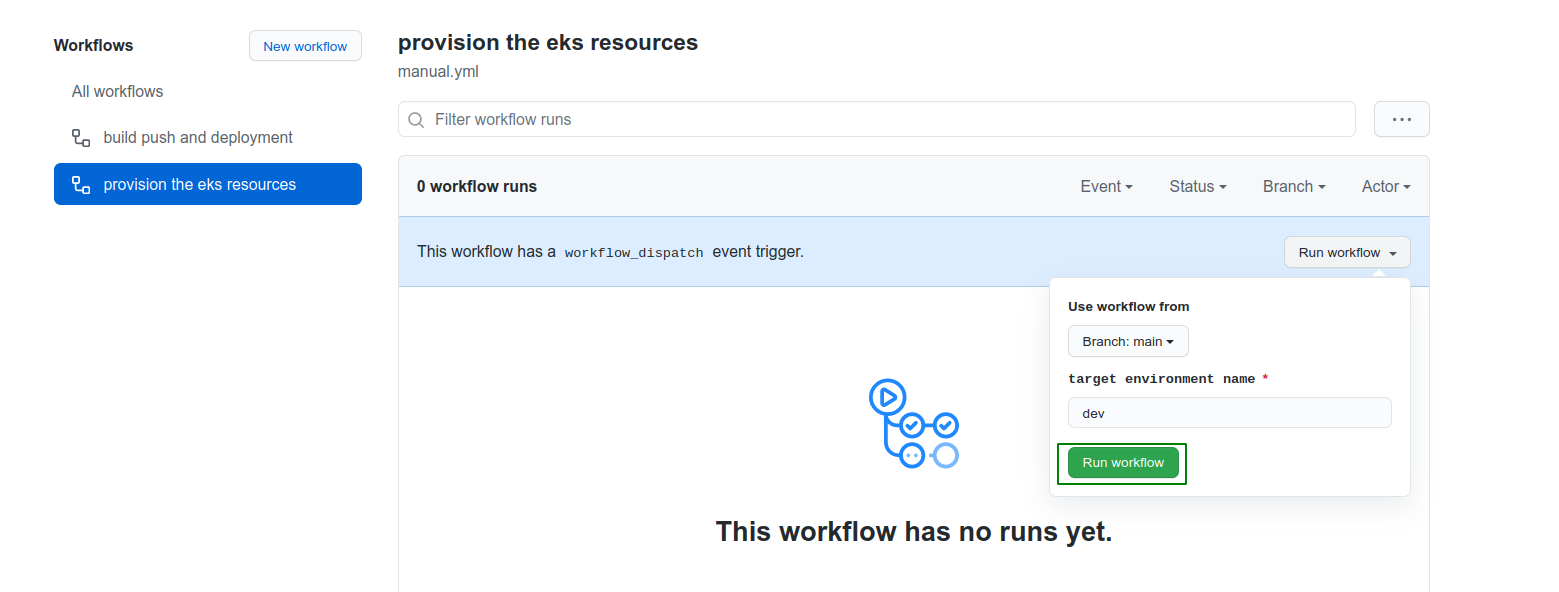 Workflows
New workflow
All workflows
build push and deployment
provision the eks resources
provision the eks resources
manual.yml
Filter workflow runs
0 workflow runs
Event
Status
Branch
Actor
This workflow has a workflow_dispatch event trigger.
Run workflow
Use workflow from
Branch: main
target environment name *
dev
Run workflow
This workflow has no runs yet.